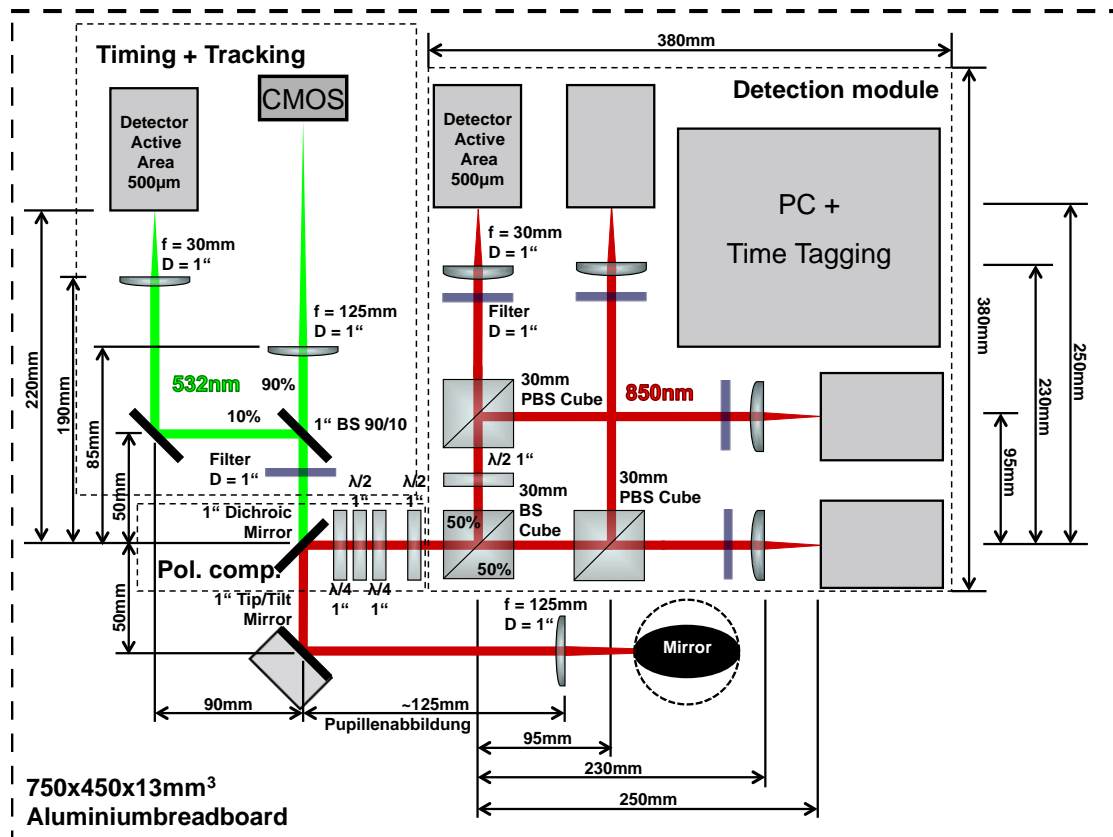 380mm
Timing + Tracking
CMOS
Detector
Active
Area
500µm
Detector
Active
Area
500µm
Detection module
PC +
Time Tagging
f = 30mm
D = 1“
f = 30mm
D = 1“
Filter
D = 1“
f = 125mm
D = 1“
532nm
90%
10%
1“ BS 90/10
Filter
D = 1“
30mm
PBS Cube
850nm
λ/2 1“
30mm
BS
Cube
30mm
PBS Cube
50%
50%
λ/2
1“
λ/2
1“
1“ Dichroic
Mirror
Pol. comp.
λ/4
1“
λ/4
1“
1“ Tip/Tilt
Mirror
f = 125mm
D = 1“
Mirror
220mm
190mm
85mm
50mm
50mm
380mm
250mm
230mm
95mm
90mm
~125mm
Pupillenabbildung
95mm
230mm
250mm
750x450x13mm³
Aluminiumbreadboard